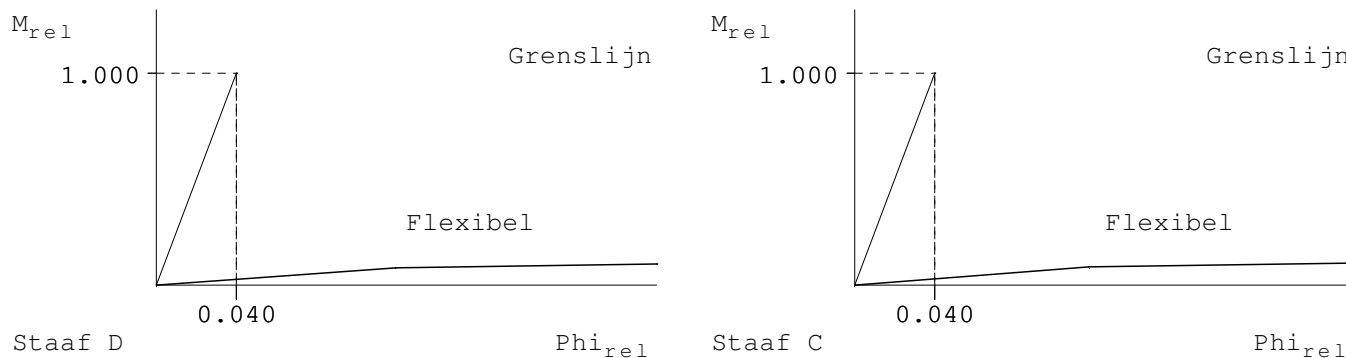 M_rel
Grenslijn
1.000
Flexibel
0.040
Staaf D
Phi_rel
M_rel
Grenslijn
1.000
Flexibel
0.040
Staaf C
Phi_rel